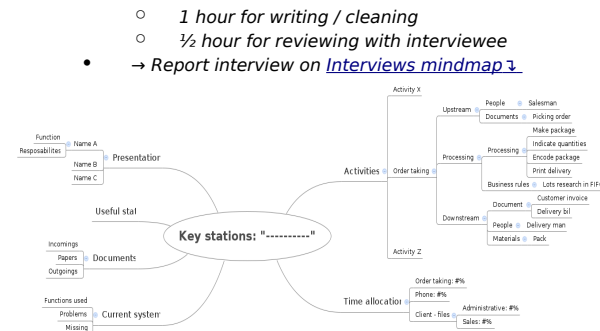 ○ 1 hour for writing / cleaning
○ ½ hour for reviewing with interviewee
• → Report interview on Interviews mindmap
Key stations: "----------"
Presentation
Name A
Function
Resposabilites
Name B
Name C
Useful stat
Documents
Incomings
Papers
Outgoings
Current system
Functions used
Problems
Missing
Activities
Activity X
Order taking
Upstream
People
Salesman
Documents
Picking order
Processing
Processing
Make package
Indicate quantities
Encode package
Print delivery
Business rules
Lots research in FIFO
Downstream
Document
Customer invoice
Delivery bil
People
Delivery man
Materials
Pack
Activity Z
Time allocation
Order taking: #%
Phone: #%
Client - files
Administrative: #%
Sales: #%